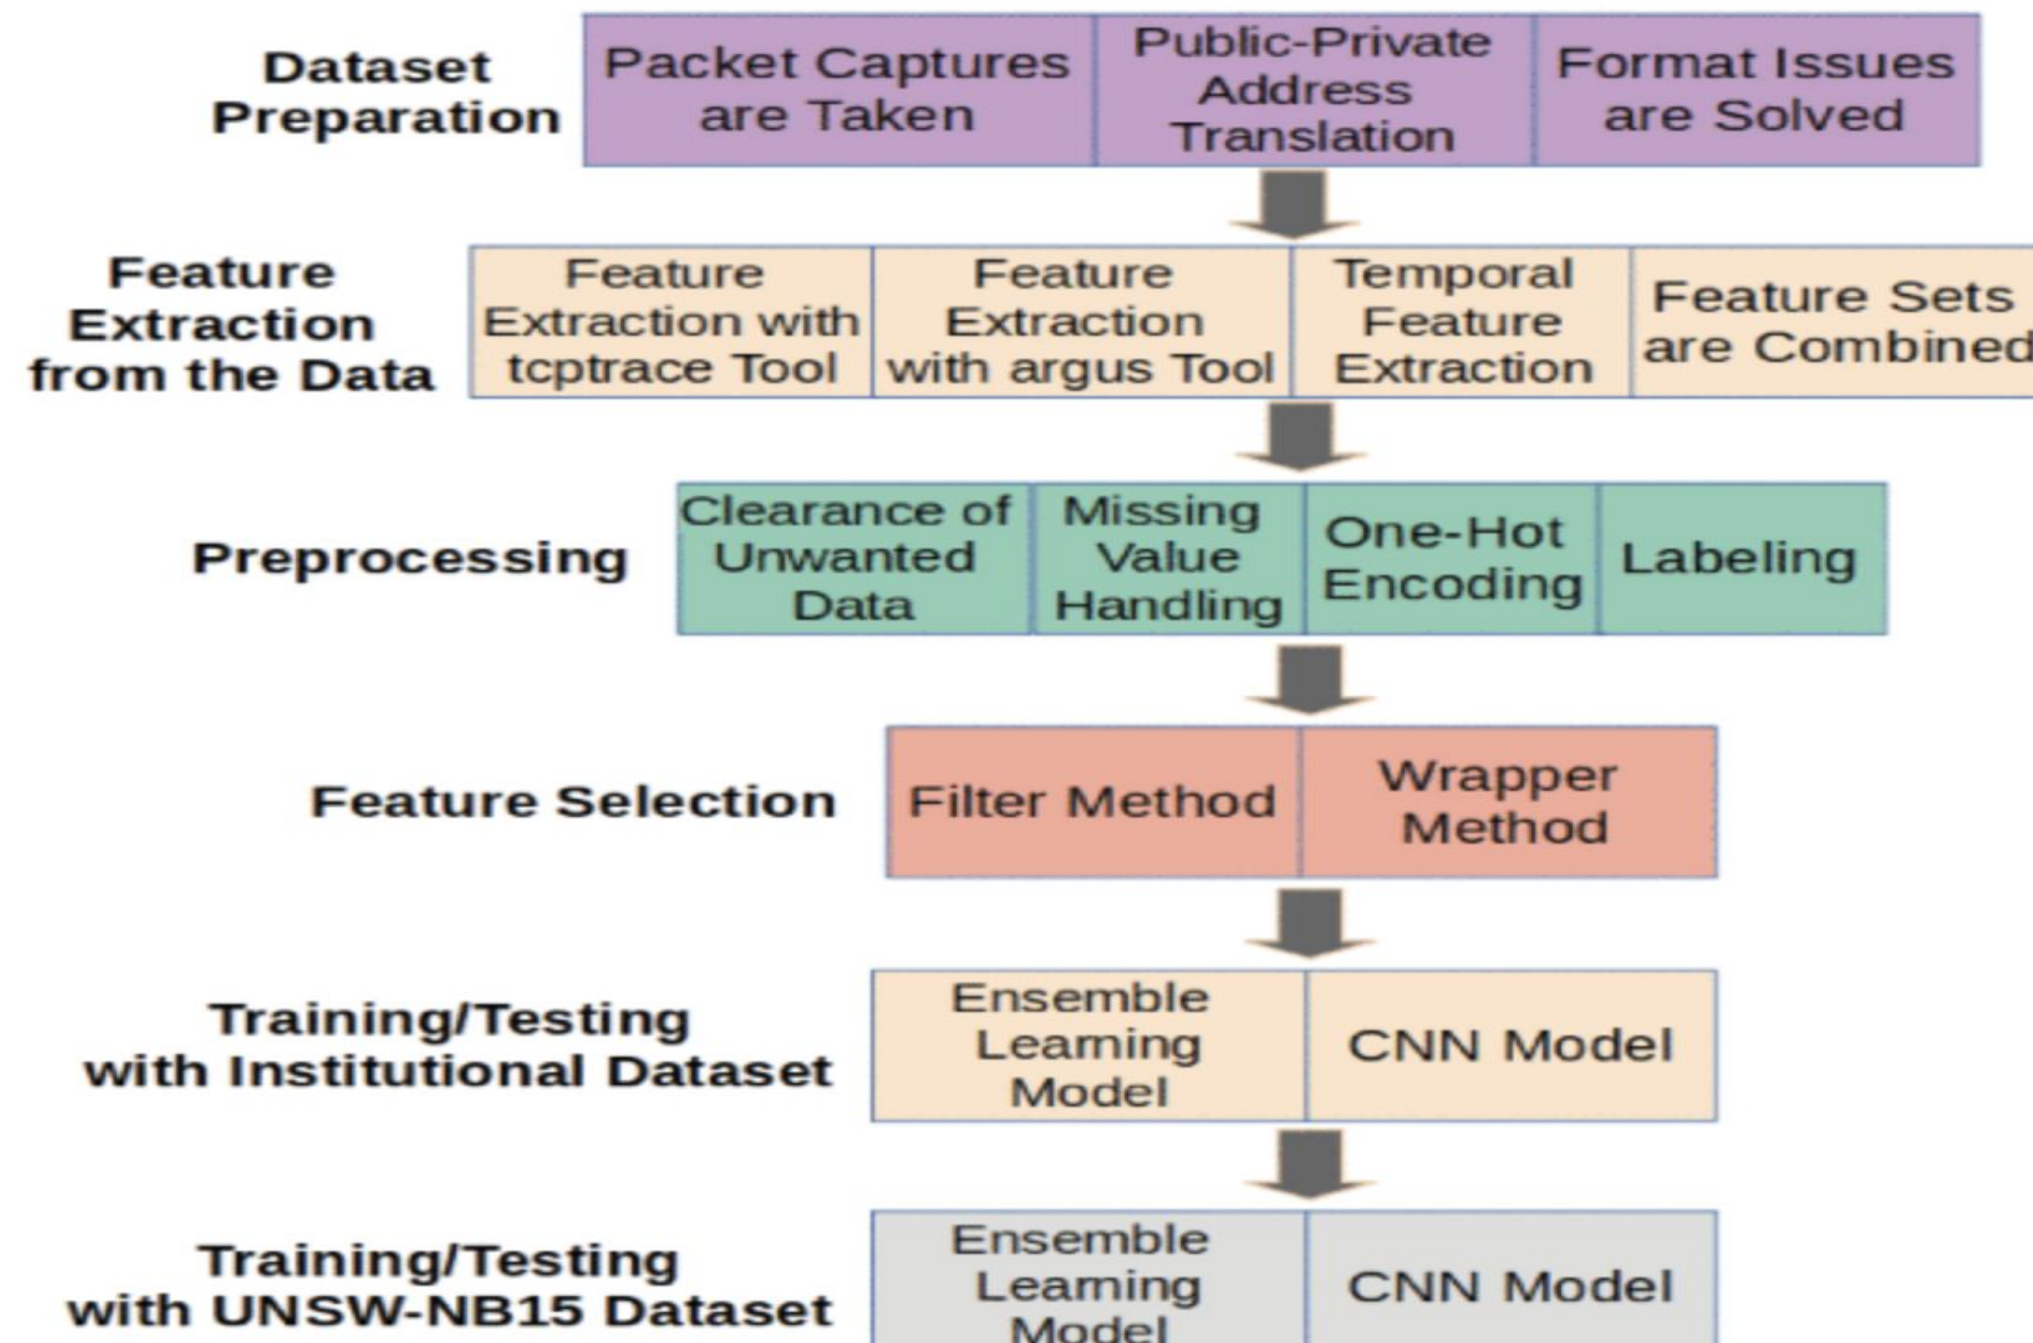 Dataset
Preparation
Packet Captures
are Taken
Public-Private
Address
Translation
Format Issues
are Solved
Feature
Extraction
from the Data
Feature
Extraction with
tcptrace Tool
Feature
Extraction
with argus Tool
Temporal
Feature
Extraction
Feature Sets
are Combined
Preprocessing
Clearance of
Unwanted
Data
Missing
Value
Handling
One-Hot
Encoding
Labeling
Feature Selection
Filter Method
Wrapper
Method
Training/Testing
with Institutional Dataset
Ensemble
Learning
Model
CNN Model
Training/Testing
with UNSW-NB15 Dataset
Ensemble
Learning
Model
CNN Model